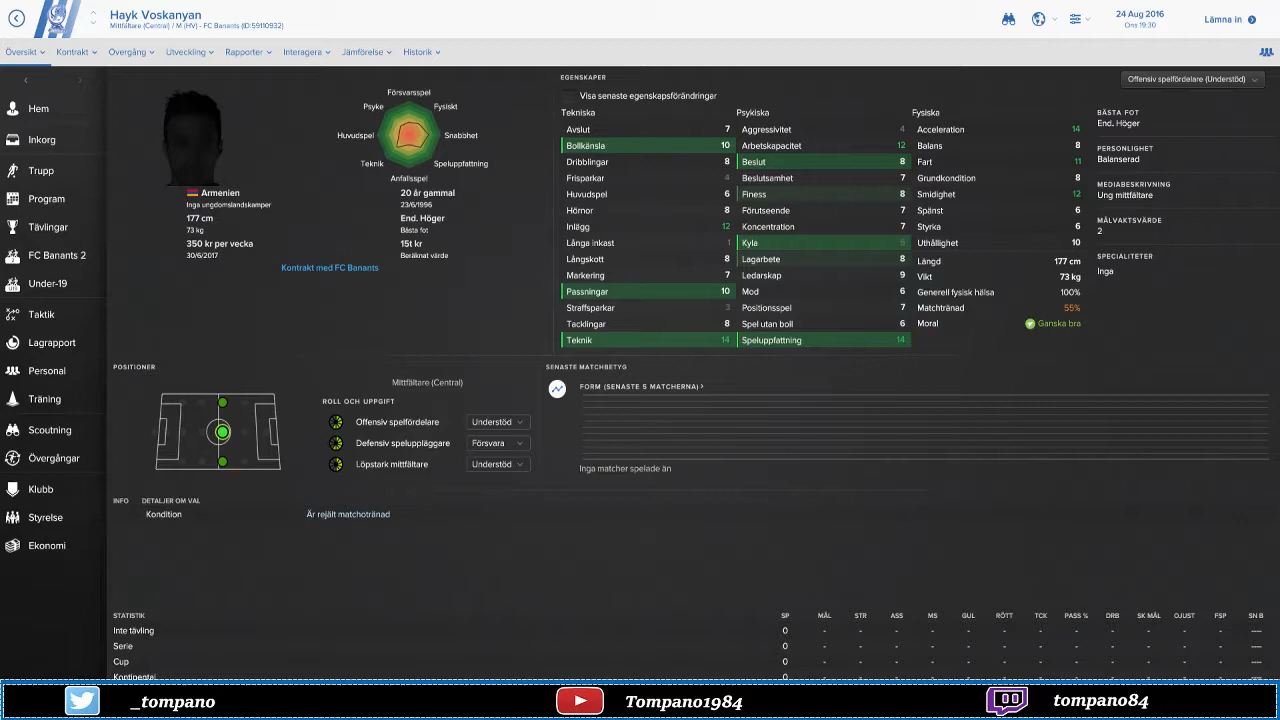 Hayk Voskanyan
Mittfältare (Central) / M (HV) - FC Banants (ID:59110932)
24 Aug 2016
Ons 19:30
Lämna in
Översikt Kontrakt Övergång Utveckling Rapporter Interagera Jämförelse Historik
Hem
Inkorg
Trupp
Program
Tävlingar
FC Banants 2
Under-19
Taktik
Lagrapport
Personal
Träning
Scoutning
Övergångar
Klubb
Styrelse
Ekonomi
Försvarsspel
Psyke Fysiskt
Huvudspel Snabbhet
Teknik Speluppfattning
Anfallsspel
Armenien
Inga ungdomslandskamper
177 cm
73 kg
350 kr per vecka
30/6/2017
20 år gammal
23/6/1996
End. Höger
Bästa fot
15t kr
Beräknat värde
Kontrakt med FC Banants
EGENSKAPER
Offensiv spelfördelare (Understöd)
Visa senaste egenskapsförändringar
Tekniska
Avslut 7
Bollkänsla 10
Dribblingar 8
Frisparkar 4
Huvudspel 6
Hörnor 8
Inlägg 12
Långa inkast 1
Långskott 8
Markering 7
Passningar 10
Straffsparkar 3
Tacklingar 8
Teknik 14
Psykiska
Aggressivitet 4
Arbetskapacitet 12
Beslut 8
Beslutsamhet 7
Finess 8
Förutseende 7
Koncentration 7
Kyla 5
Lagarbete 8
Ledarskap 9
Mod 6
Positionsspel 7
Spel utan boll 6
Speluppfattning 14
Fysiska
Acceleration 14
Balans 8
Fart 11
Grundkondition 8
Smidighet 12
Spänst 6
Styrka 6
Uthållighet 10
Längd 177 cm
Vikt 73 kg
Generell fysisk hälsa 100%
Matchtränad 55%
Moral Ganska bra
BÄSTA FOT
End. Höger
PERSONLIGHET
Balanserad
MEDIABESKRIVNING
Ung mittfältare
MÅLVAKTSVÄRDE
2
SPECIALITETER
Inga
POSITIONER
Mittfältare (Central)
ROLL OCH UPPGIFT
Offensiv spelfördelare Understöd
Defensiv speluppläggare Försvara
Löpstark mittfältare Understöd
SENASTE MATCHBETYG
FORM (SENASTE 5 MATCHERNA) >
Inga matcher spelade än
INFO DETALJER OM VAL
Kondition Är rejält matchotränad
STATISTIK SP MÅL STR ASS MS GUL RÖTT TCK PASS % DRB SK MÅL OJUST FSP SN B
Inte tävling 0 - - - - - - - - - - - - ----
Serie 0 - - - - - - - - - - - - ----
Cup 0 - - - - - - - - - - - - ----
Kontinental 0 - - - - - - - - - - - - ----
_tompano
Tompano1984
tompano84